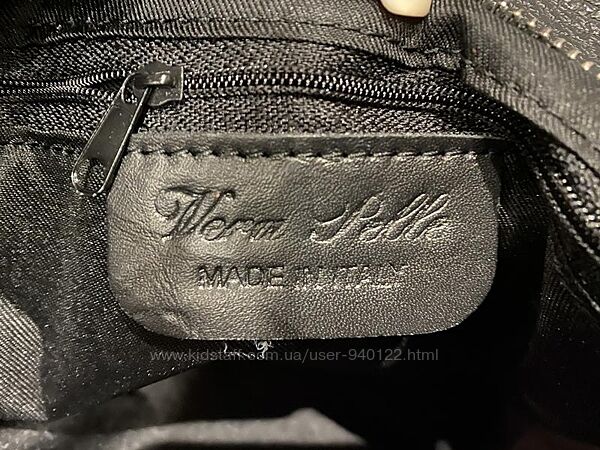 Vera Pelle
MADE IN ITALY
www.kidstaff.com.ua/user-940122.html